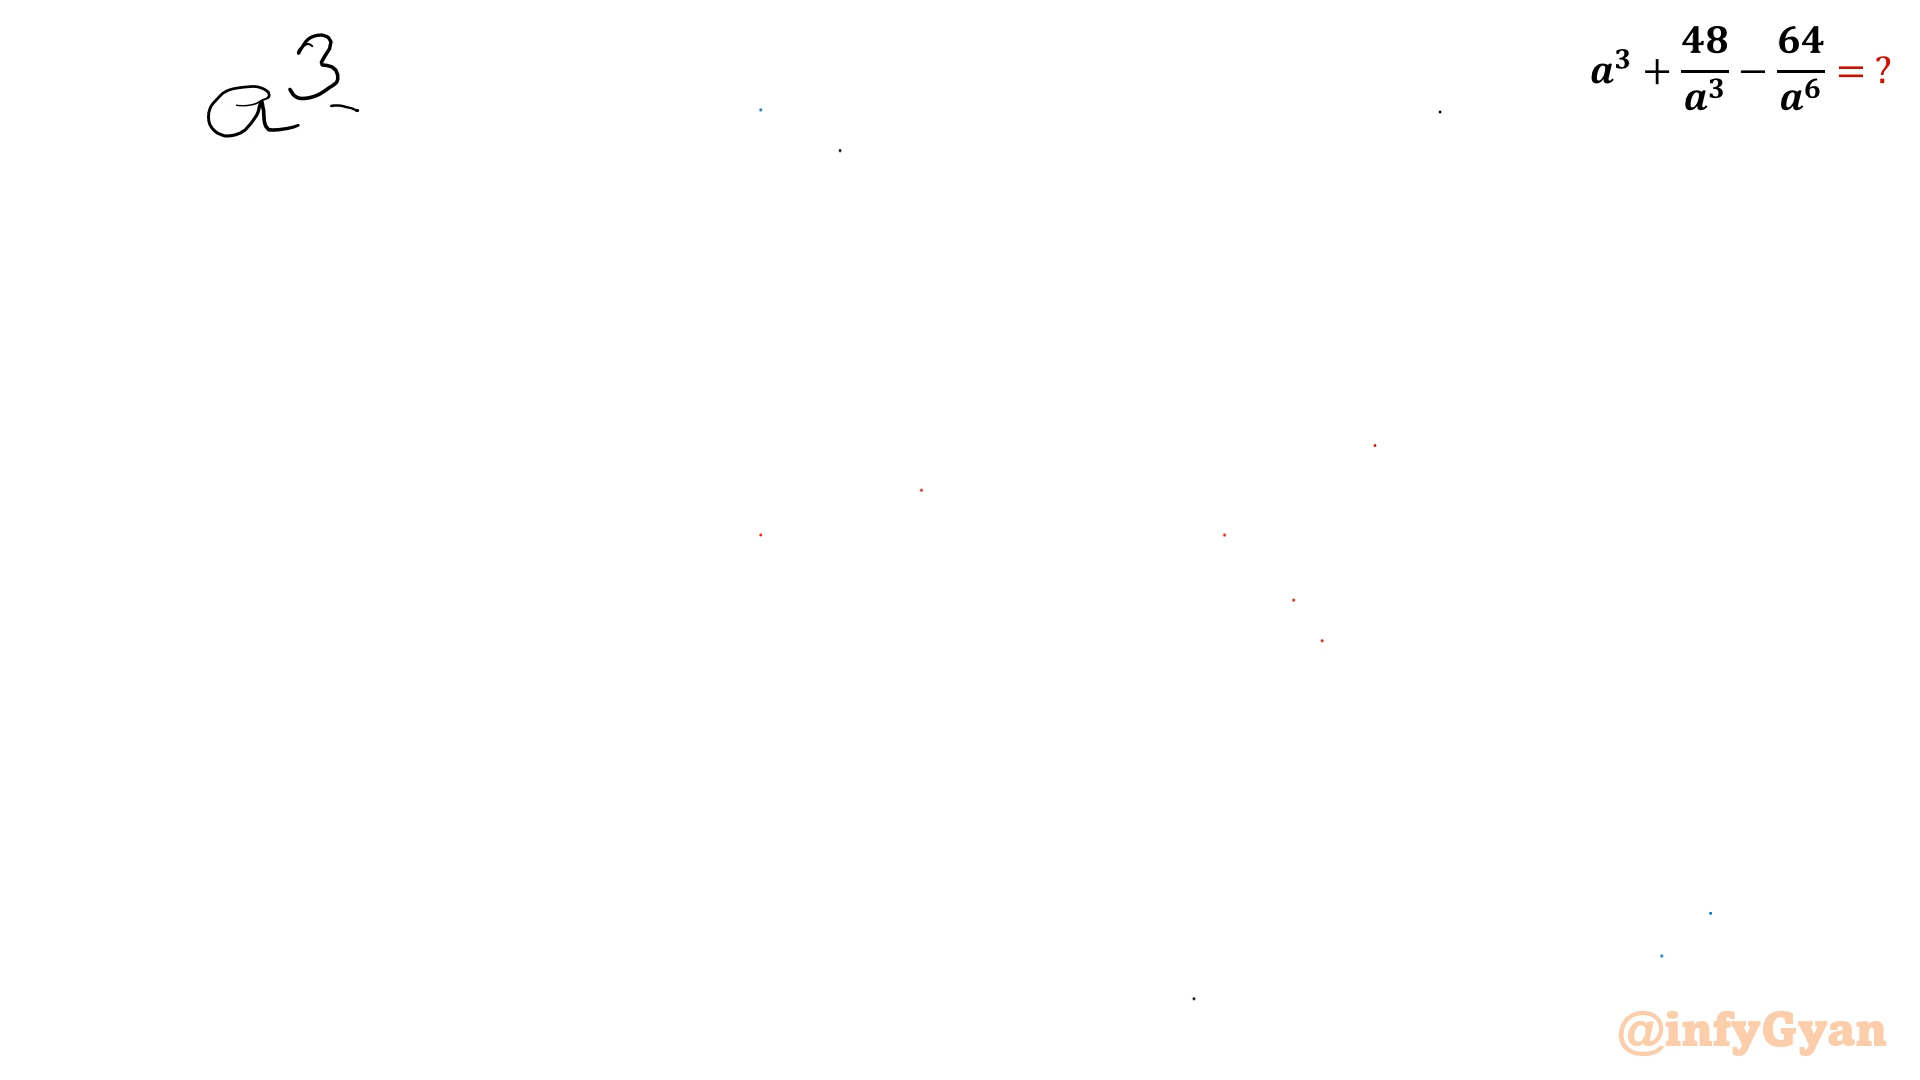 a³ -
a³ + 48/a³ − 64/a⁶ = ?
@infyGyan